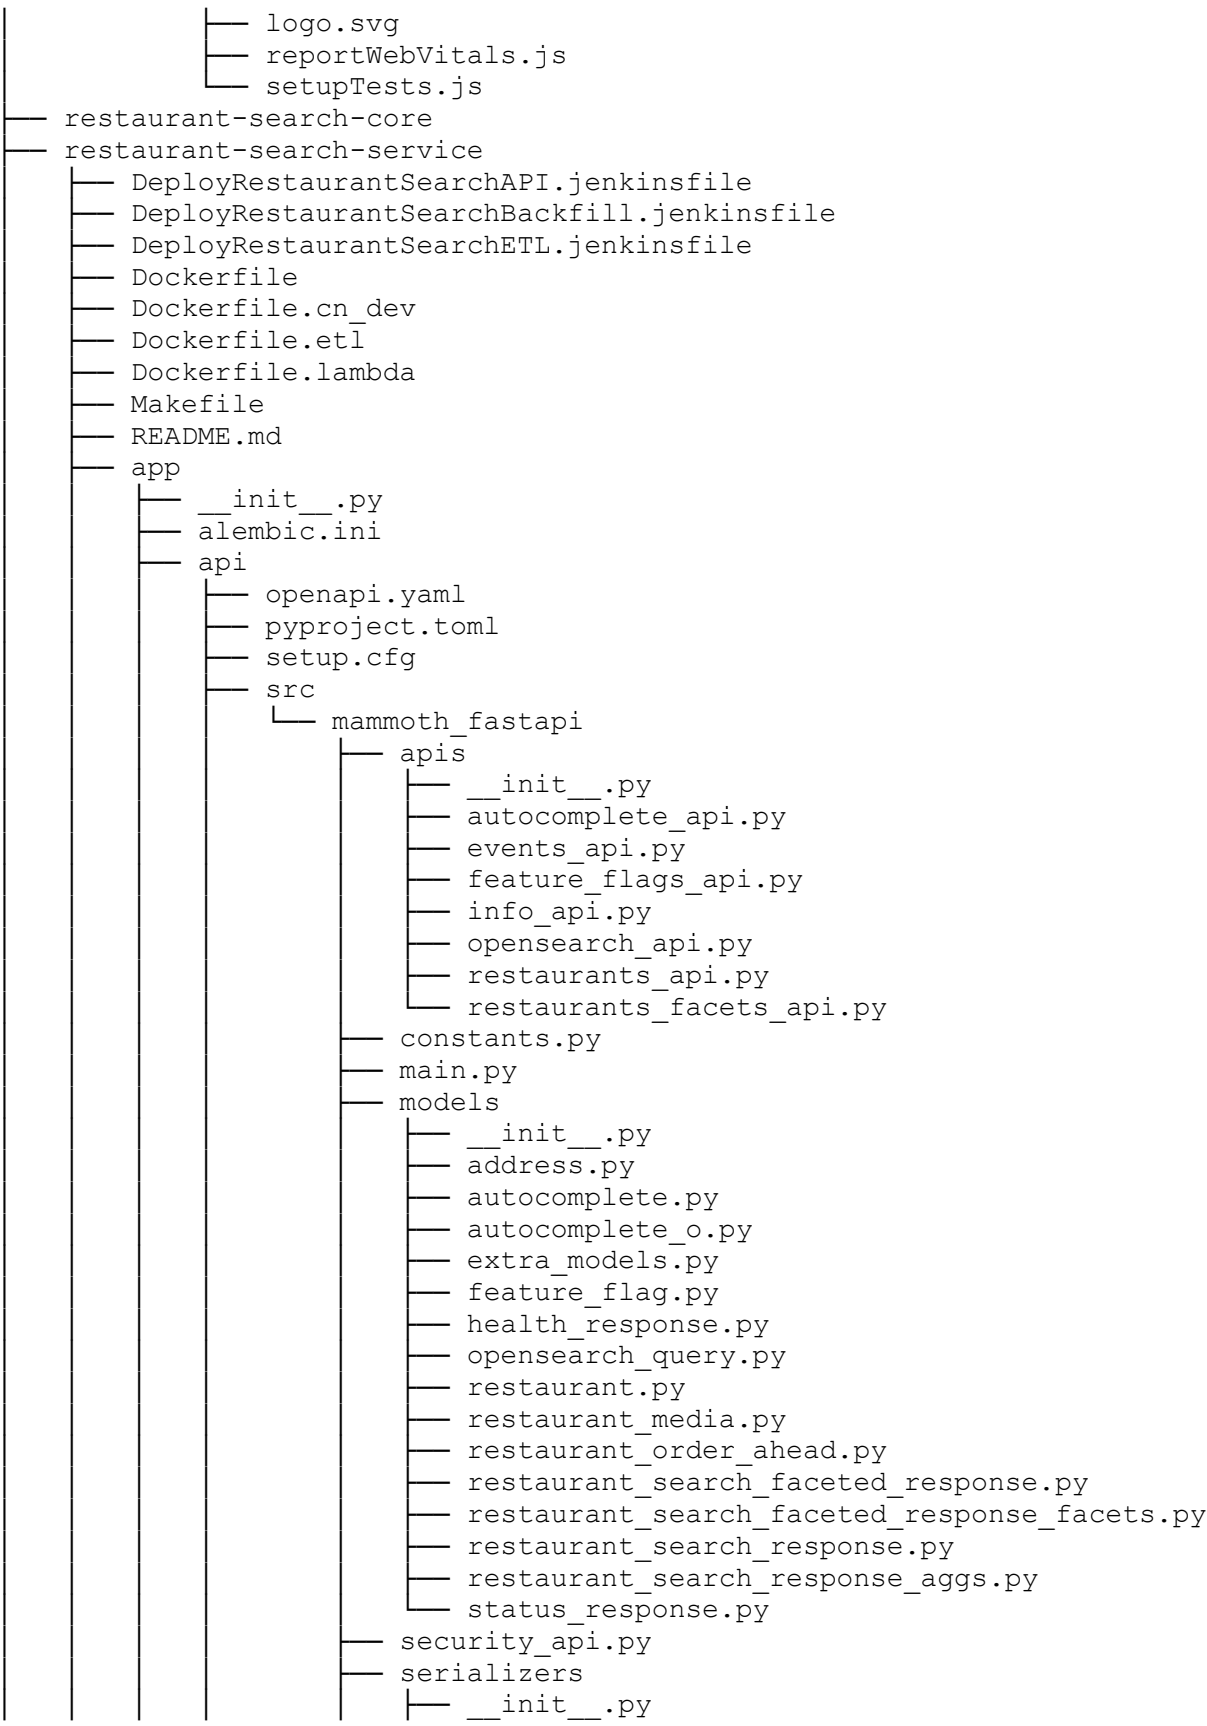 │           ├── logo.svg
│           ├── reportWebVitals.js
│           └── setupTests.js
├── restaurant-search-core
├── restaurant-search-service
│   ├── DeployRestaurantSearchAPI.jenkinsfile
│   ├── DeployRestaurantSearchBackfill.jenkinsfile
│   ├── DeployRestaurantSearchETL.jenkinsfile
│   ├── Dockerfile
│   ├── Dockerfile.cn_dev
│   ├── Dockerfile.etl
│   ├── Dockerfile.lambda
│   ├── Makefile
│   ├── README.md
│   ├── app
│   │   ├── __init__.py
│   │   ├── alembic.ini
│   │   ├── api
│   │   │   ├── openapi.yaml
│   │   │   ├── pyproject.toml
│   │   │   ├── setup.cfg
│   │   │   ├── src
│   │   │   │   └── mammoth_fastapi
│   │   │   │       ├── apis
│   │   │   │       │   ├── __init__.py
│   │   │   │       │   ├── autocomplete_api.py
│   │   │   │       │   ├── events_api.py
│   │   │   │       │   ├── feature_flags_api.py
│   │   │   │       │   ├── info_api.py
│   │   │   │       │   ├── opensearch_api.py
│   │   │   │       │   ├── restaurants_api.py
│   │   │   │       │   └── restaurants_facets_api.py
│   │   │   │       ├── constants.py
│   │   │   │       ├── main.py
│   │   │   │       ├── models
│   │   │   │       │   ├── __init__.py
│   │   │   │       │   ├── address.py
│   │   │   │       │   ├── autocomplete.py
│   │   │   │       │   ├── autocomplete_o.py
│   │   │   │       │   ├── extra_models.py
│   │   │   │       │   ├── feature_flag.py
│   │   │   │       │   ├── health_response.py
│   │   │   │       │   ├── opensearch_query.py
│   │   │   │       │   ├── restaurant.py
│   │   │   │       │   ├── restaurant_media.py
│   │   │   │       │   ├── restaurant_order_ahead.py
│   │   │   │       │   ├── restaurant_search_faceted_response.py
│   │   │   │       │   ├── restaurant_search_faceted_response_facets.py
│   │   │   │       │   ├── restaurant_search_response.py
│   │   │   │       │   ├── restaurant_search_response_aggs.py
│   │   │   │       │   └── status_response.py
│   │   │   │       ├── security_api.py
│   │   │   │       ├── serializers
│   │   │   │       │   ├── __init__.py